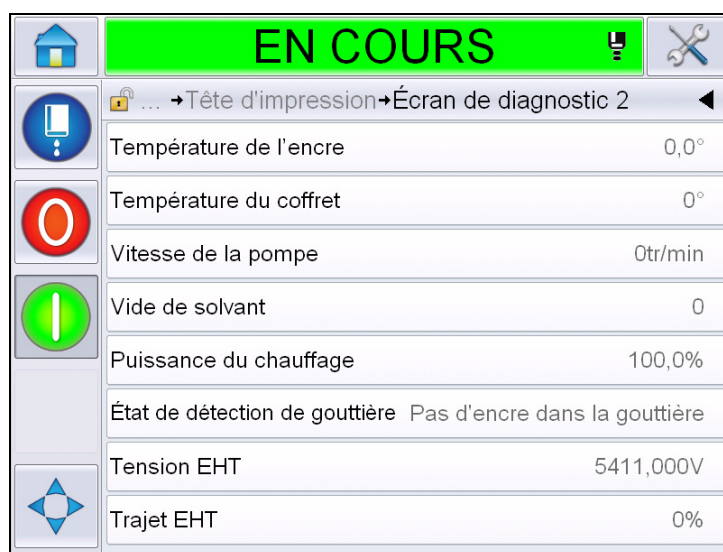 EN COURS
... →Tête d'impression→Écran de diagnostic 2
Température de l'encre 0,0°
Température du coffret 0°
Vitesse de la pompe 0tr/min
Vide de solvant 0
Puissance du chauffage 100,0%
État de détection de gouttière Pas d'encre dans la gouttière
Tension EHT 5411,000V
Trajet EHT 0%